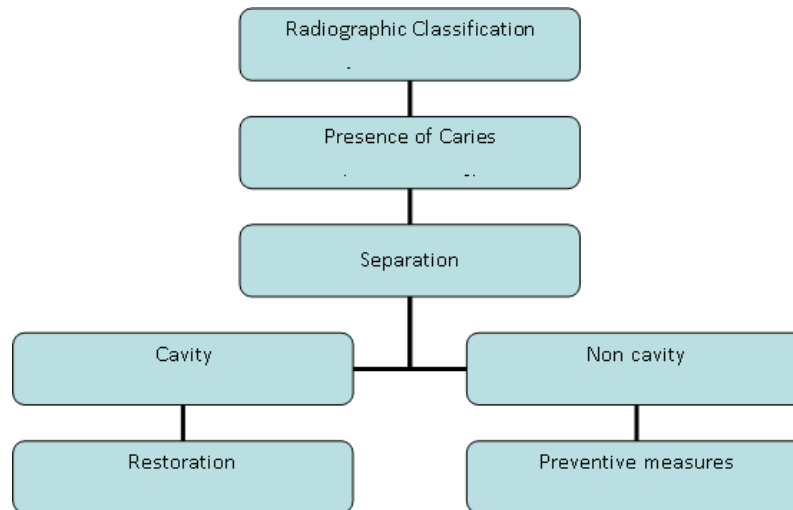 Radiographic Classification
Presence of Caries
Separation
Cavity
Non cavity
Restoration
Preventive measures